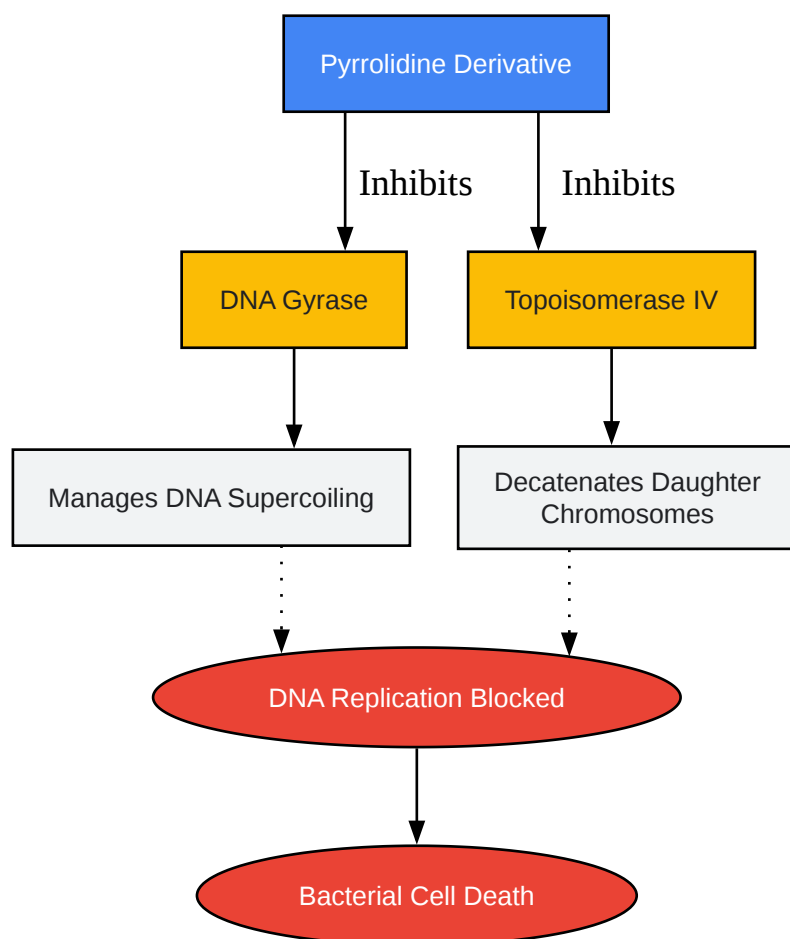 Pyrrolidine Derivative
Inhibits
Inhibits
DNA Gyrase
Topoisomerase IV
Manages DNA Supercoiling
Decatenates Daughter
Chromosomes
DNA Replication Blocked
Bacterial Cell Death